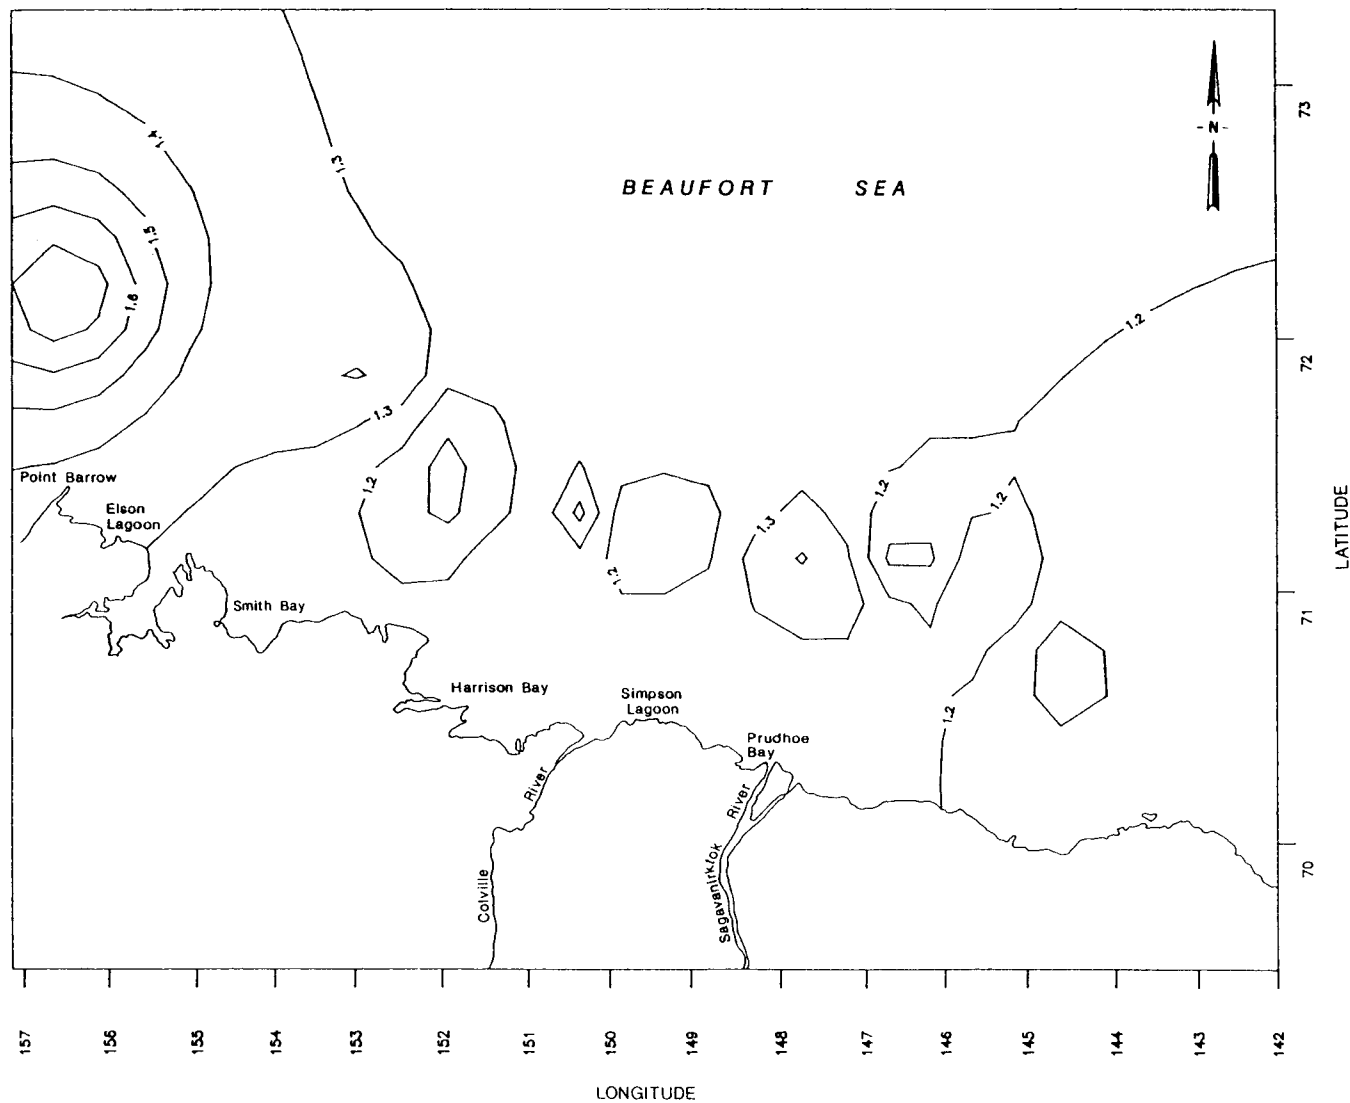 1.4
1.3
N
BEAUFORT SEA
73
1.5
1.6
1.2
72
1.3
1.2
1.2
1.2
Point Barrow
Elson
Lagoon
1.3
1.2
71
LATITUDE
Smith Bay
Harrison Bay
Simpson
Lagoon
1.2
Prudhoe
Bay
River
River
70
Colville
Sagavanirktok
157
156
155
153
152
151
150
149
148
147
146
145
144
143
142
LONGITUDE